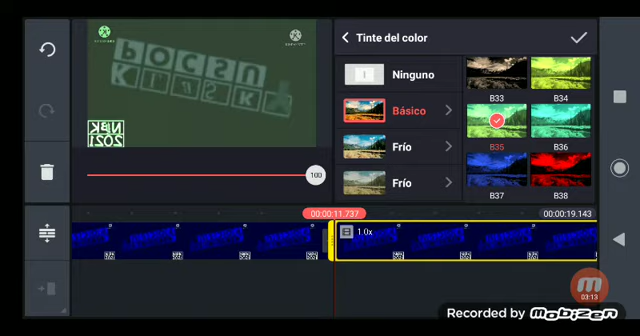 Tinte del color
Ninguno
Básico
Frío
Frío
B33
B34
B35
B36
B37
B38
100
00:00:11.737
00:00:19.143
1.0x
03:13
Recorded by MOBIZEN